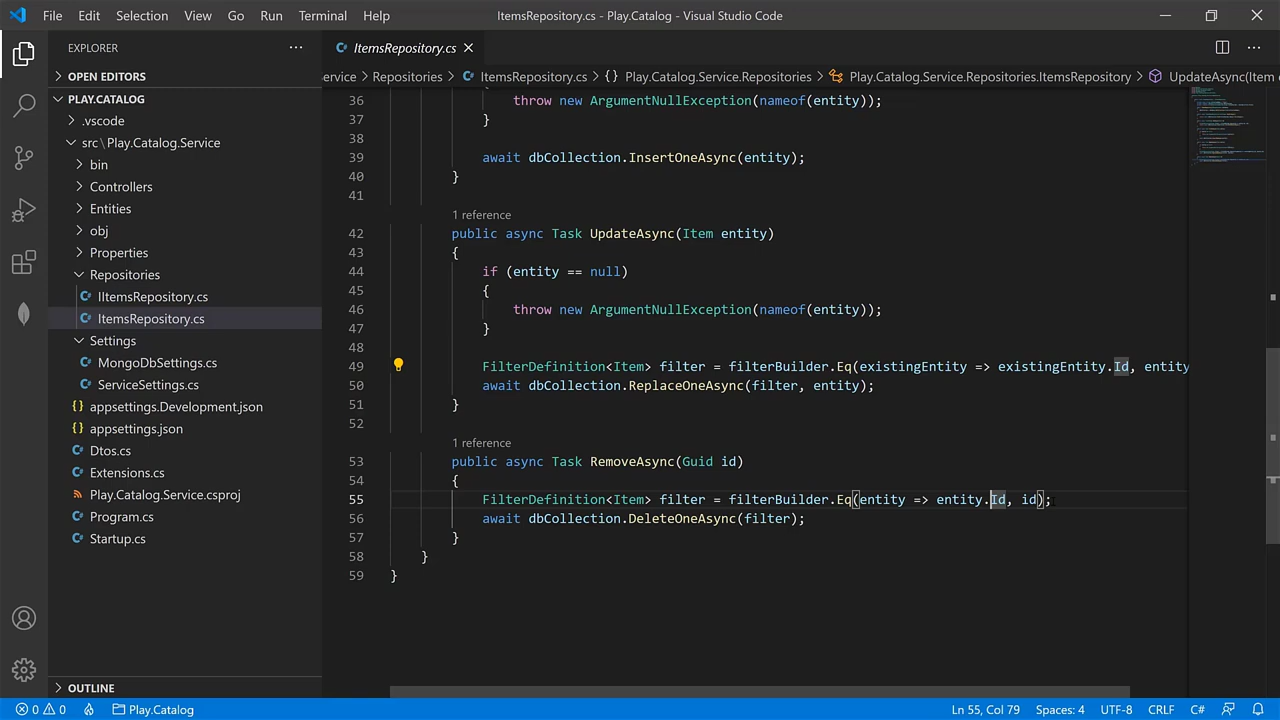 File Edit Selection View Go Run Terminal Help ItemsRepository.cs - Play.Catalog - Visual Studio Code
EXPLORER
OPEN EDITORS
PLAY.CATALOG
.vscode
src \ Play.Catalog.Service
bin
Controllers
Entities
obj
Properties
Repositories
IItemsRepository.cs
ItemsRepository.cs
Settings
MongoDbSettings.cs
ServiceSettings.cs
appsettings.Development.json
appsettings.json
Dtos.cs
Extensions.cs
Play.Catalog.Service.csproj
Program.cs
Startup.cs
OUTLINE
ItemsRepository.cs
ervice > Repositories > ItemsRepository.cs > {} Play.Catalog.Service.Repositories > Play.Catalog.Service.Repositories.ItemsRepository > UpdateAsync(Item e
36 throw new ArgumentNullException(nameof(entity));
37 }
38
39 await dbCollection.InsertOneAsync(entity);
40 }
41
1 reference
42 public async Task UpdateAsync(Item entity)
43 {
44 if (entity == null)
45 {
46 throw new ArgumentNullException(nameof(entity));
47 }
48
49 FilterDefinition<Item> filter = filterBuilder.Eq(existingEntity => existingEntity.Id, entity
50 await dbCollection.ReplaceOneAsync(filter, entity);
51 }
52
1 reference
53 public async Task RemoveAsync(Guid id)
54 {
55 FilterDefinition<Item> filter = filterBuilder.Eq(entity => entity.Id, id);
56 await dbCollection.DeleteOneAsync(filter);
57 }
58 }
59 }
0 0 Play.Catalog Ln 55, Col 79 Spaces: 4 UTF-8 CRLF C#